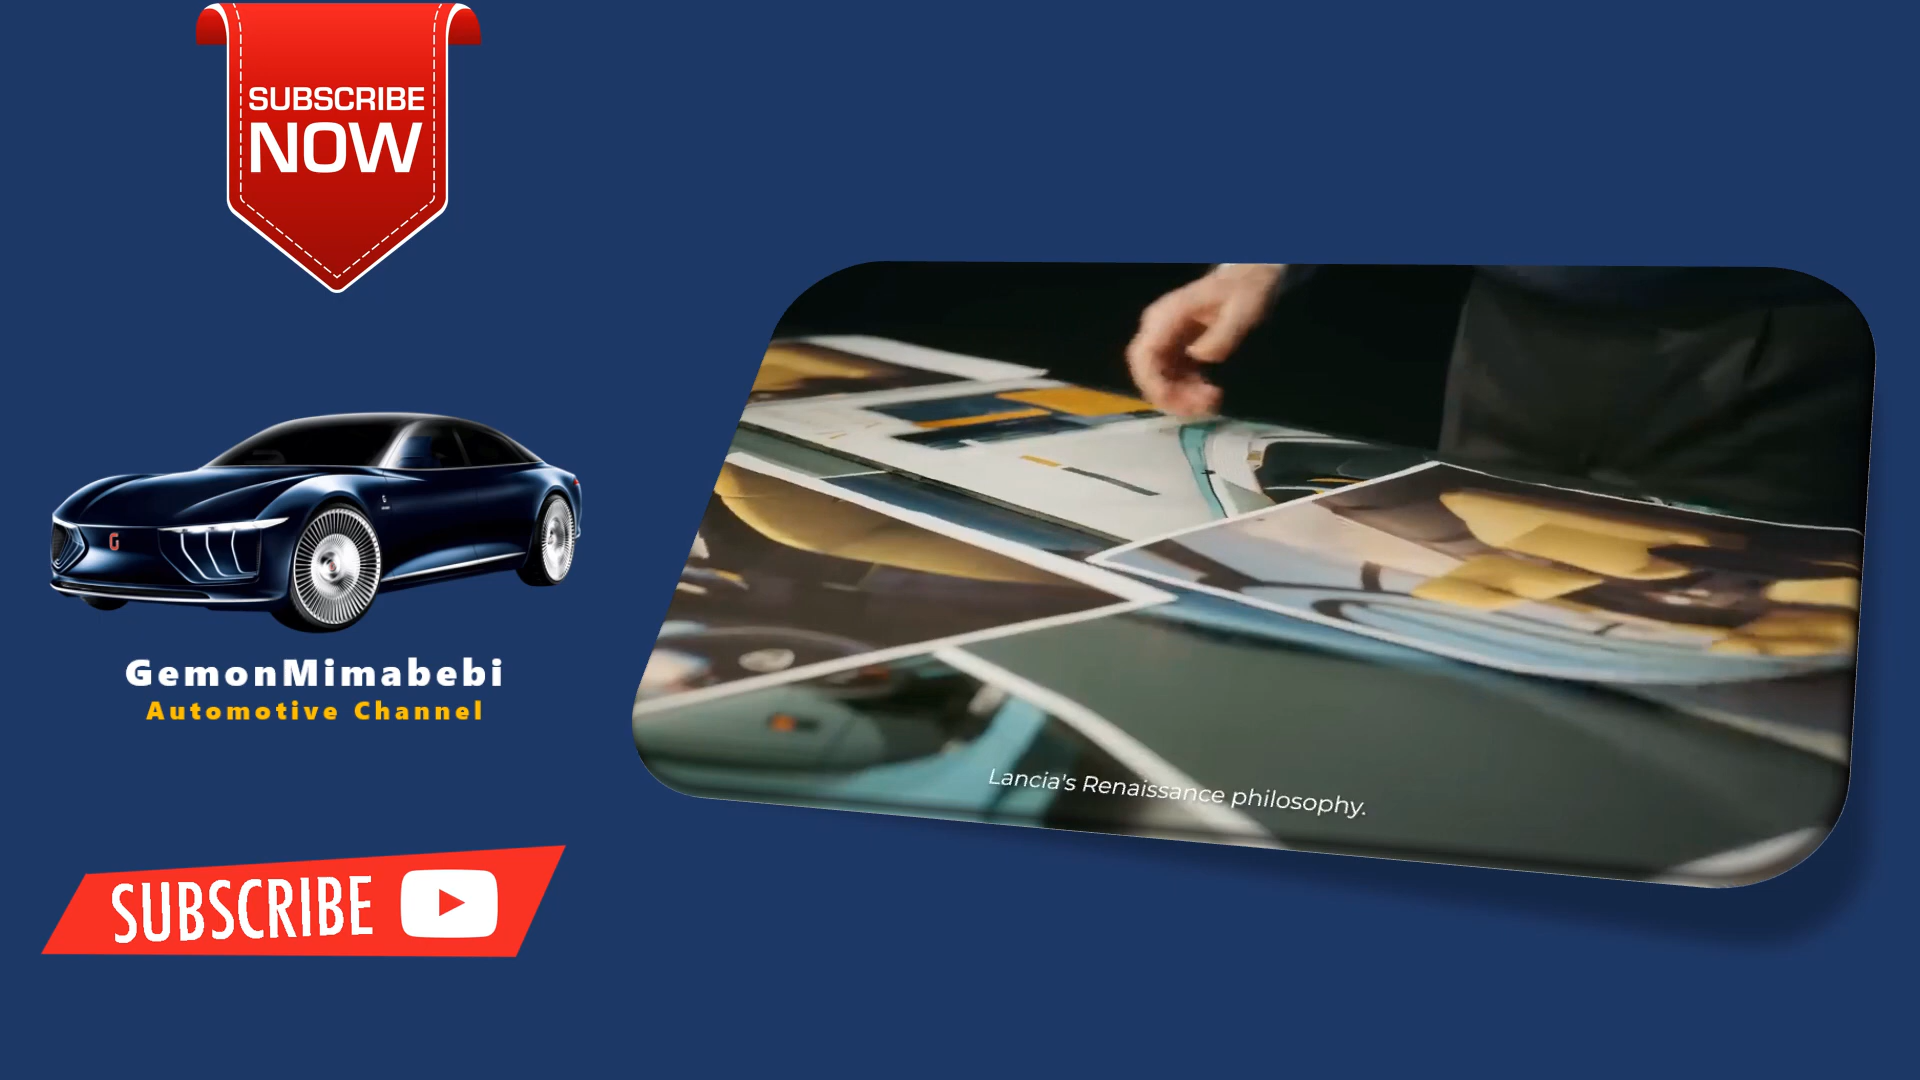 SUBSCRIBE
NOW
G
GemonMimabebi
Automotive Channel
SUBSCRIBE
Lancia's Renaissance philosophy.